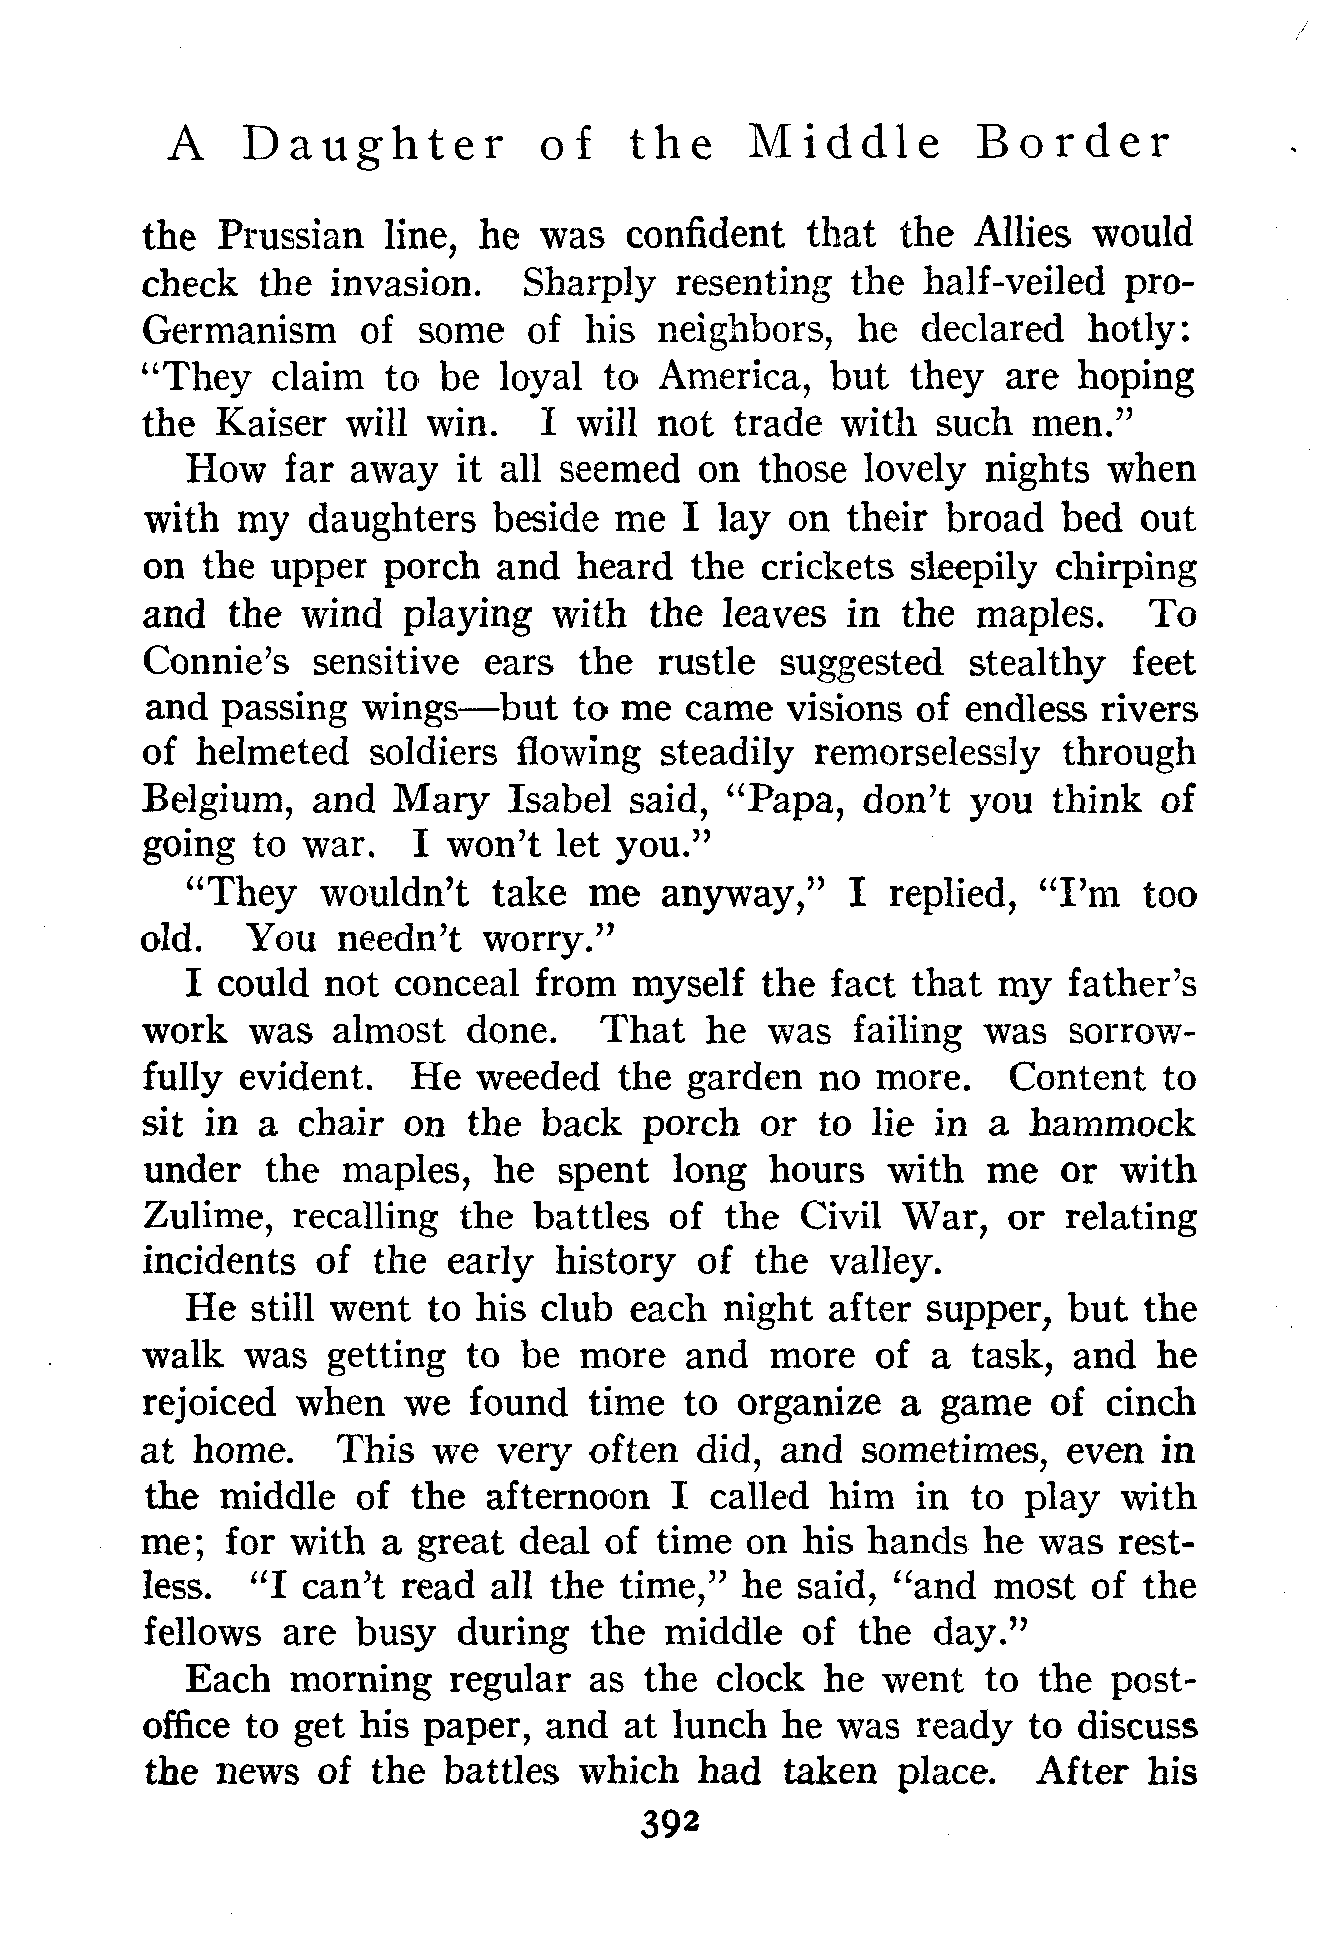 A Daughter of the Middle Border
the Prussian line, he was confident that the Allies would
check the invasion. Sharply resenting the half-veiled pro-
Germanism of some of his neighbors, he declared hotly:
“They claim to be loyal to America, but they are hoping
the Kaiser will win. I will not trade with such men.”
How far away it all seemed on those lovely nights when
with my daughters beside me I lay on their broad bed out
on the upper porch and heard the crickets sleepily chirping
and the wind playing with the leaves in the maples. To
Connie’s sensitive ears the rustle suggested stealthy feet
and passing wings—but to me came visions of endless rivers
of helmeted soldiers flowing steadily remorselessly through
Belgium, and Mary Isabel said, “Papa, don’t you think of
going to war. I won’t let you.”
“They wouldn’t take me anyway,” I replied, “I’m too
old. You needn’t worry.”
I could not conceal from myself the fact that my father’s
work was almost done. That he was failing was sorrow-
fully evident. He weeded the garden no more. Content to
sit in a chair on the back porch or to lie in a hammock
under the maples, he spent long hours with me or with
Zulime, recalling the battles of the Civil War, or relating
incidents of the early history of the valley.
He still went to his club each night after supper, but the
walk was getting to be more and more of a task, and he
rejoiced when we found time to organize a game of cinch
at home. This we very often did, and sometimes, even in
the middle of the afternoon I called him in to play with
me; for with a great deal of time on his hands he was rest-
less. “I can’t read all the time,” he said, “and most of the
fellows are busy during the middle of the day.”
Each morning regular as the clock he went to the post-
office to get his paper, and at lunch he was ready to discuss
the news of the battles which had taken place. After his
392